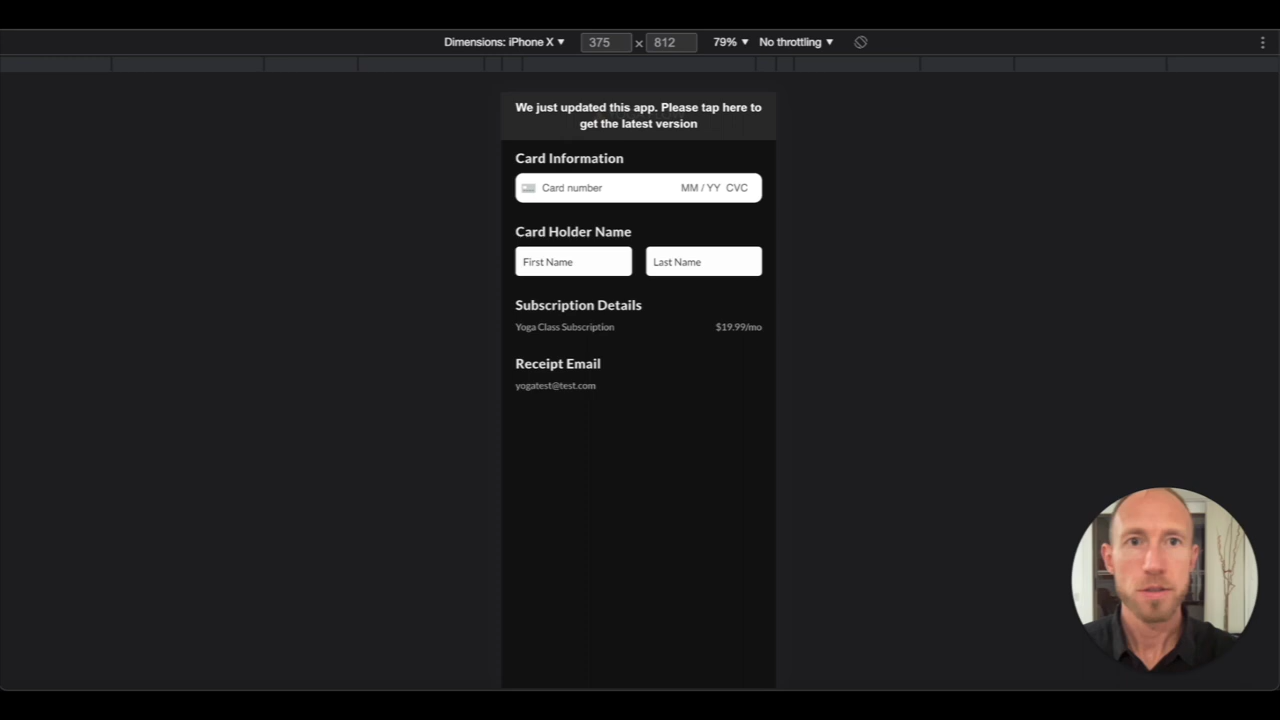 Dimensions: iPhone X 375 × 812 79% No throttling
We just updated this app. Please tap here to
get the latest version
Card Information
Card number MM / YY CVC
Card Holder Name
First Name Last Name
Subscription Details
Yoga Class Subscription $19.99/mo
Receipt Email
yogatest@test.com